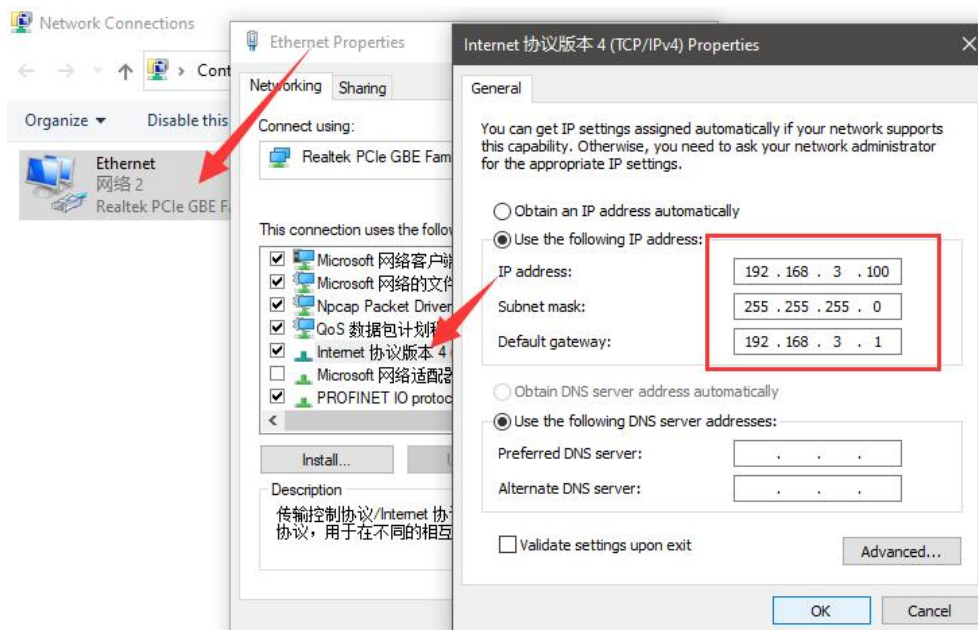 Network Connections
Cont
Organize
Disable this
Ethernet
网络 2
Realtek PCIe GBE F
Ethernet Properties
Networking
Sharing
Connect using:
Realtek PCIe GBE Fam
This connection uses the follow
Microsoft 网络客户端
Microsoft 网络的文件
Npcap Packet Driver
QoS 数据包计划程
Internet 协议版本 4 (
Microsoft 网络适配器
PROFINET IO protoc
Install...
Description
传输控制协议/Internet 协
协议，用于在不同的相互
Internet 协议版本 4 (TCP/IPv4) Properties
General
You can get IP settings assigned automatically if your network supports
this capability. Otherwise, you need to ask your network administrator
for the appropriate IP settings.
Obtain an IP address automatically
Use the following IP address:
IP address:
192 . 168 . 3 . 100
Subnet mask:
255 . 255 . 255 . 0
Default gateway:
192 . 168 . 3 . 1
Obtain DNS server address automatically
Use the following DNS server addresses:
Preferred DNS server:
Alternate DNS server:
Validate settings upon exit
Advanced...
OK
Cancel